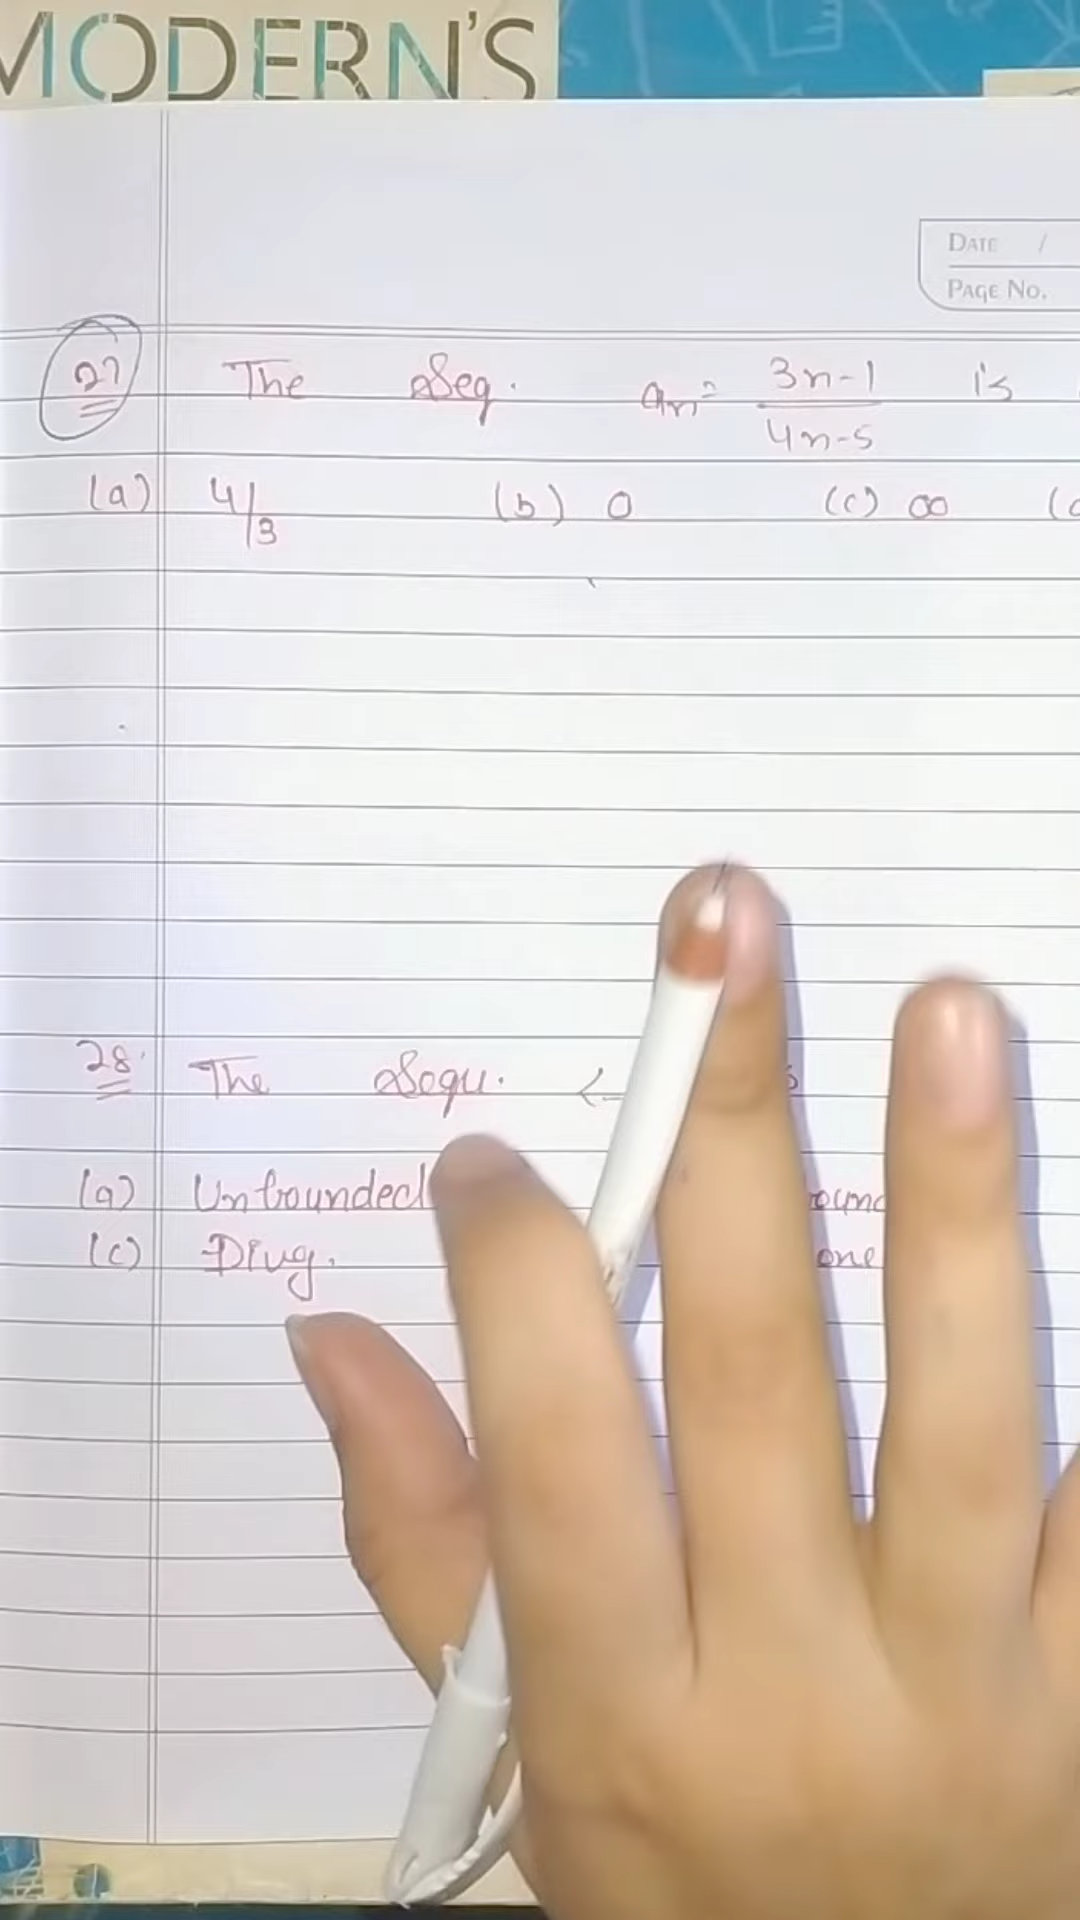 MODERN'S
DATE /
PAGE NO.
27 The Seq. an = 3n-1 / 4n-5 is
(a) 4/3 (b) 0 (c) ∞
28. The Sequ. <
(a) Unbounded
(c) Divg.